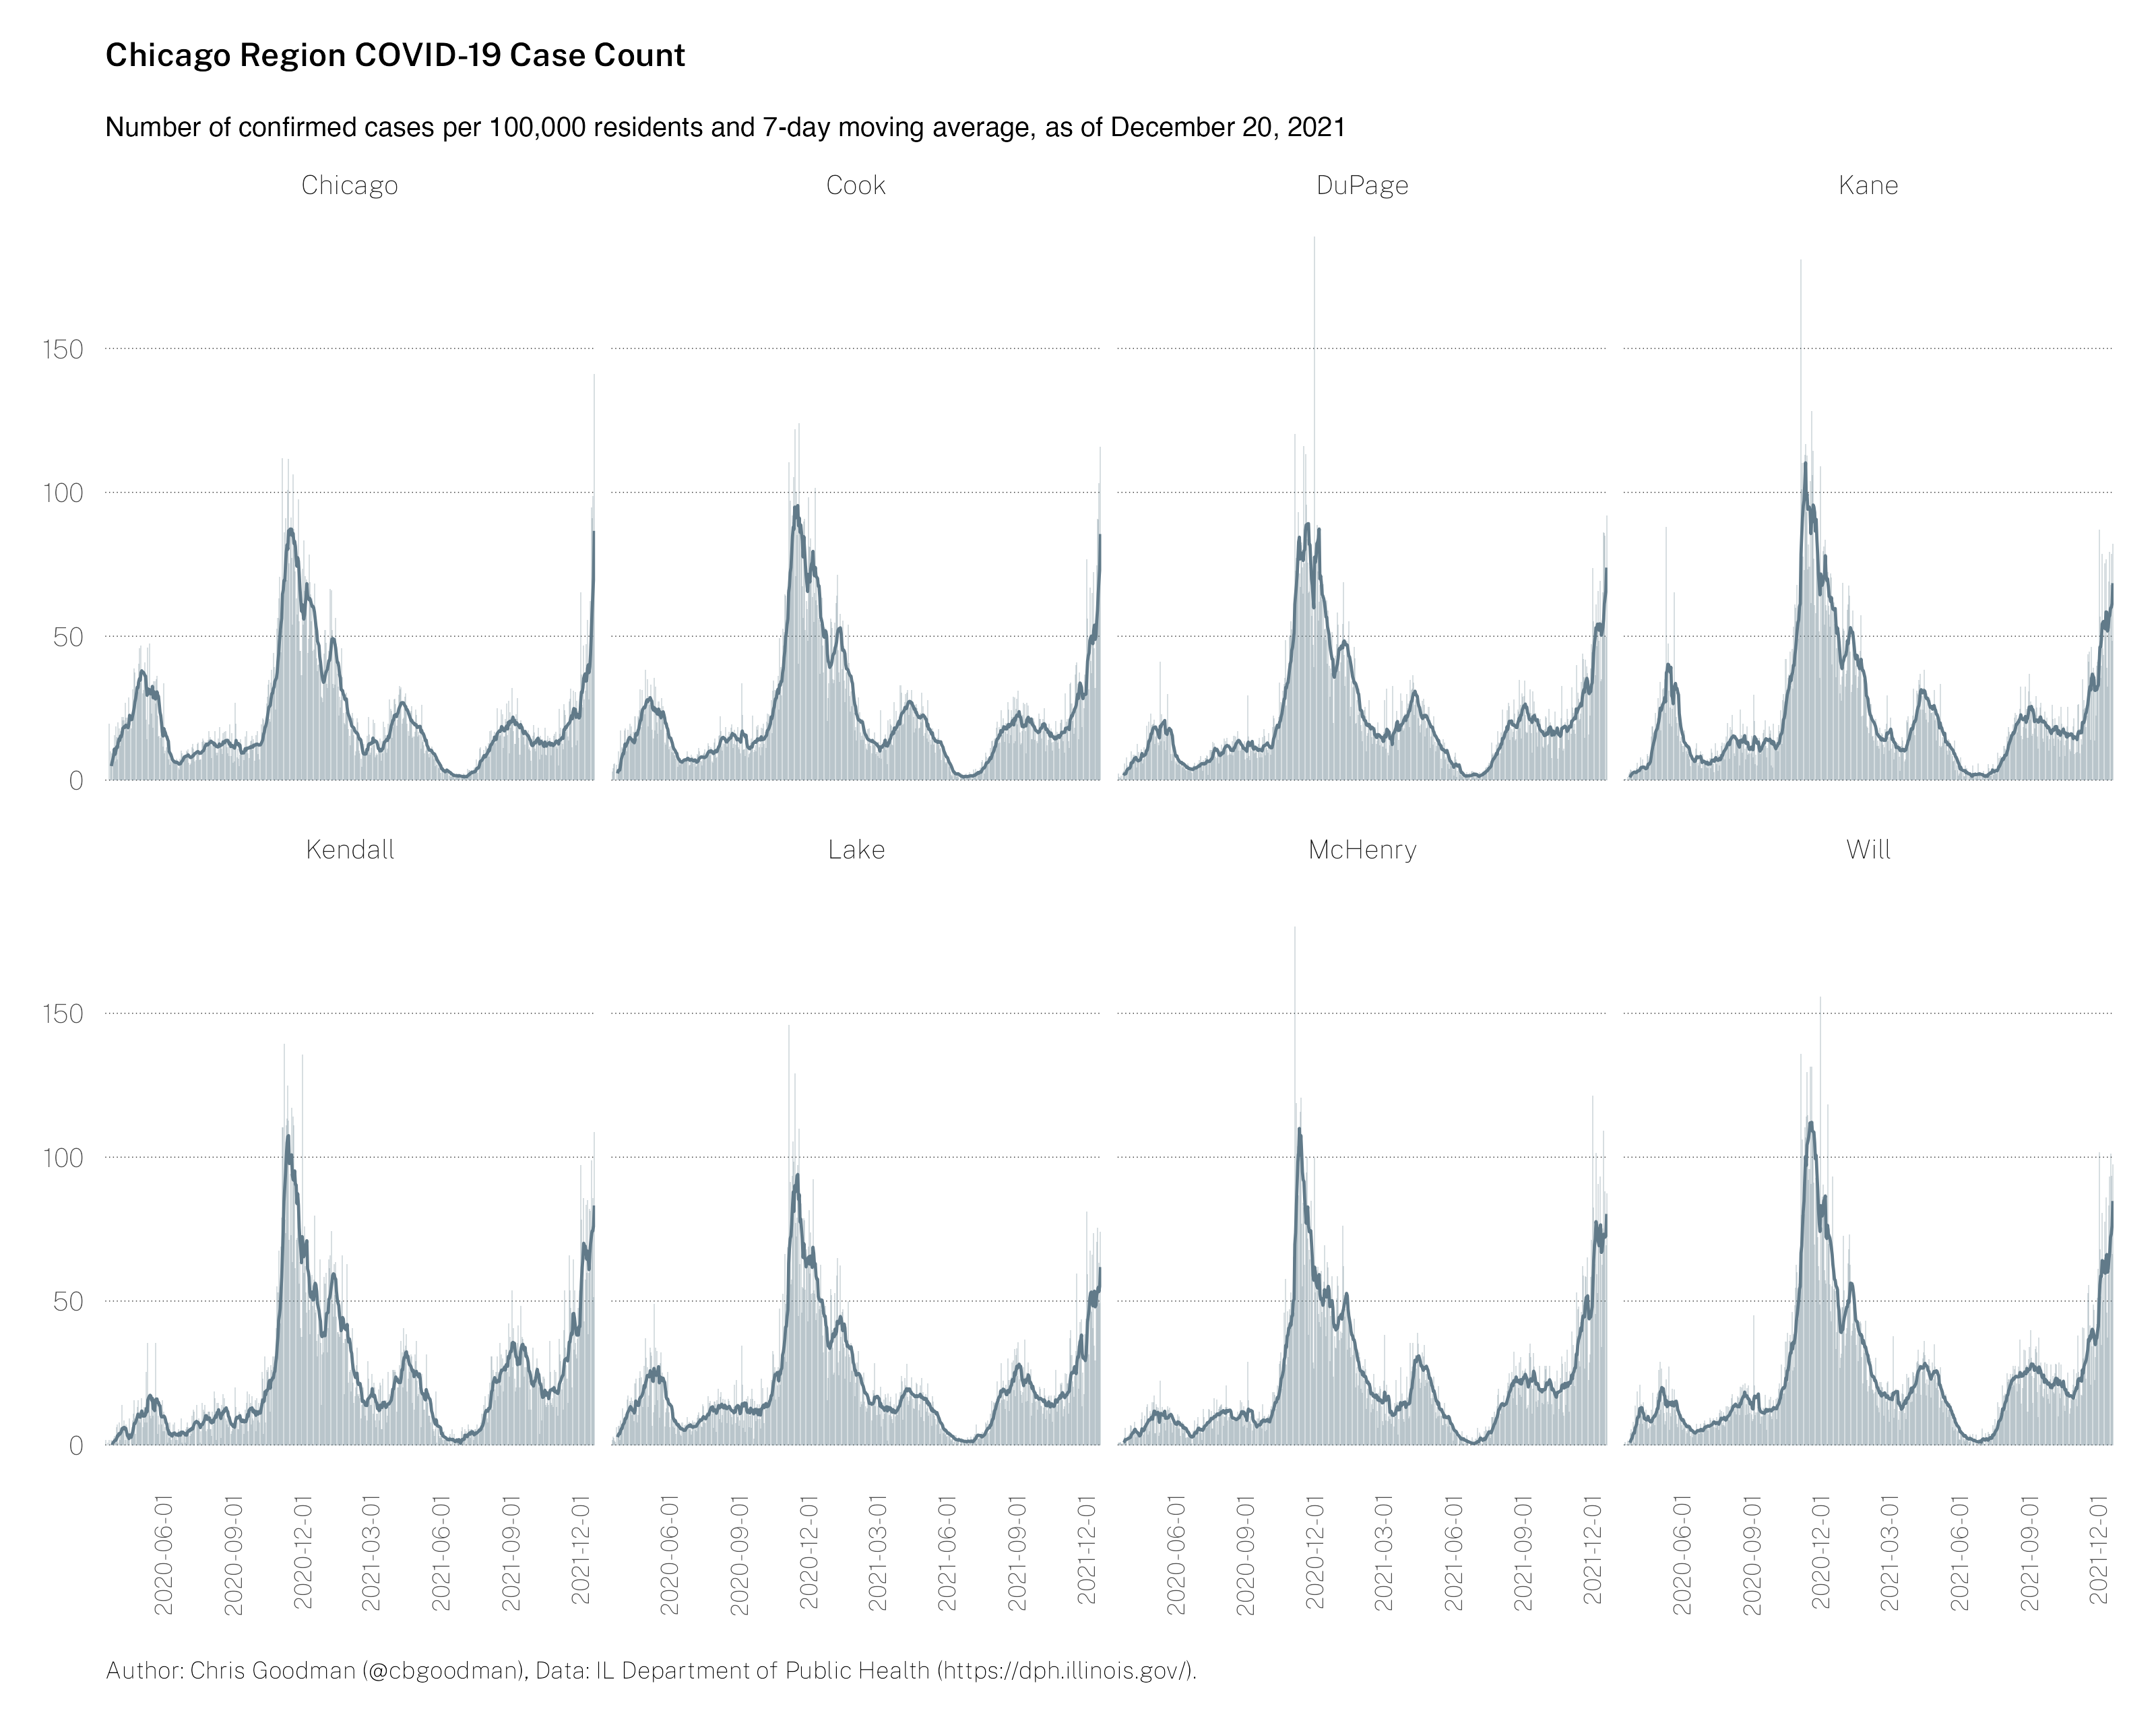 Chicago Region COVID-19 Case Count
Number of confirmed cases per 100,000 residents and 7-day moving average, as of December 20, 2021
Chicago Cook DuPage Kane
150
100
50
0
Kendall Lake McHenry Will
150
100
50
0
2020-06-01 2020-09-01 2020-12-01 2021-03-01 2021-06-01 2021-09-01 2021-12-01 2020-06-01 2020-09-01 2020-12-01 2021-03-01 2021-06-01 2021-09-01 2021-12-01 2020-06-01 2020-09-01 2020-12-01 2021-03-01 2021-06-01 2021-09-01 2021-12-01 2020-06-01 2020-09-01 2020-12-01 2021-03-01 2021-06-01 2021-09-01 2021-12-01
Author: Chris Goodman (@cbgoodman), Data: IL Department of Public Health (https://dph.illinois.gov/).